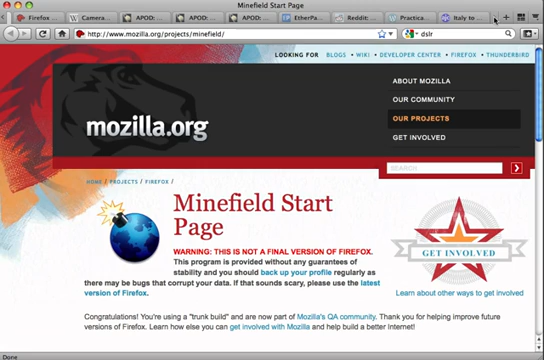 Minefield Start Page
Firefox ... Camera... APOD: ... APOD: ... APOD: ... EtherPa... Reddit: ... Practica... Italy to ...
http://www.mozilla.org/projects/minefield/
dslr
LOOKING FOR BLOGS • WIKI • DEVELOPER CENTER • FIREFOX • THUNDERBIRD
mozilla.org
ABOUT MOZILLA
OUR COMMUNITY
OUR PROJECTS
GET INVOLVED
SEARCH
HOME / PROJECTS / FIREFOX /
Minefield Start
Page
WARNING: THIS IS NOT A FINAL VERSION OF FIREFOX.
This program is provided without any guarantees of
stability and you should back up your profile regularly as
there may be bugs that corrupt your data. If that sounds scary, please use the latest
version of Firefox.
GET INVOLVED
Learn about other ways to get involved
Congratulations! You're using a "trunk build" and are now part of Mozilla's QA community. Thank you for helping improve future
versions of Firefox. Learn how else you can get involved with Mozilla and help build a better Internet!
Done